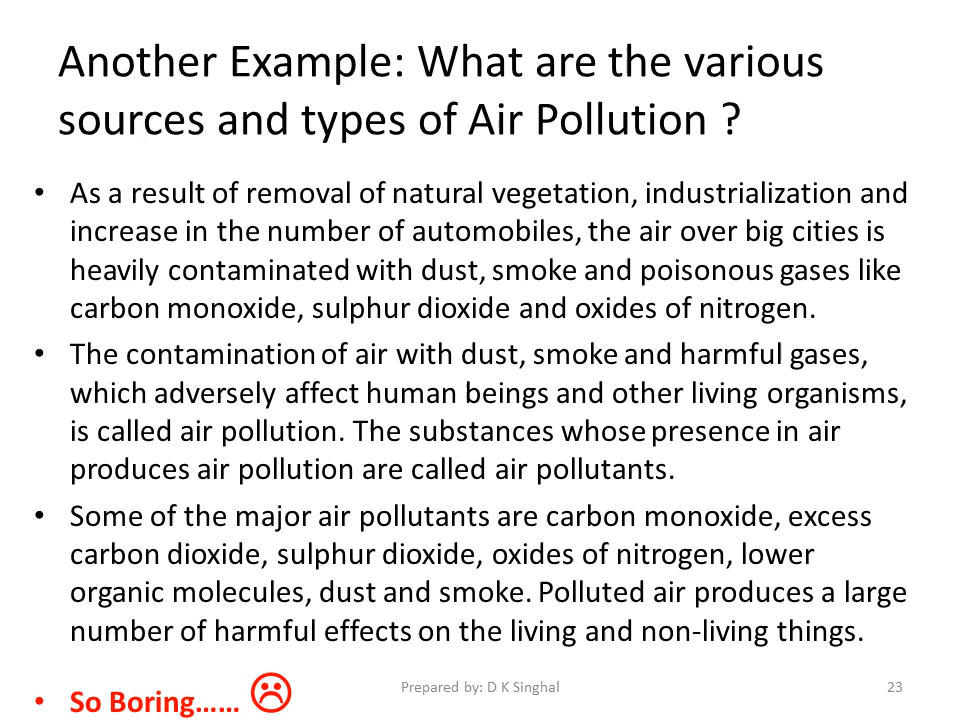 Another Example: What are the various
sources and types of Air Pollution ?
• As a result of removal of natural vegetation, industrialization and
increase in the number of automobiles, the air over big cities is
heavily contaminated with dust, smoke and poisonous gases like
carbon monoxide, sulphur dioxide and oxides of nitrogen.
• The contamination of air with dust, smoke and harmful gases,
which adversely affect human beings and other living organisms,
is called air pollution. The substances whose presence in air
produces air pollution are called air pollutants.
• Some of the major air pollutants are carbon monoxide, excess
carbon dioxide, sulphur dioxide, oxides of nitrogen, lower
organic molecules, dust and smoke. Polluted air produces a large
number of harmful effects on the living and non-living things.
• So Boring…… ☹
Prepared by: D K Singhal
23